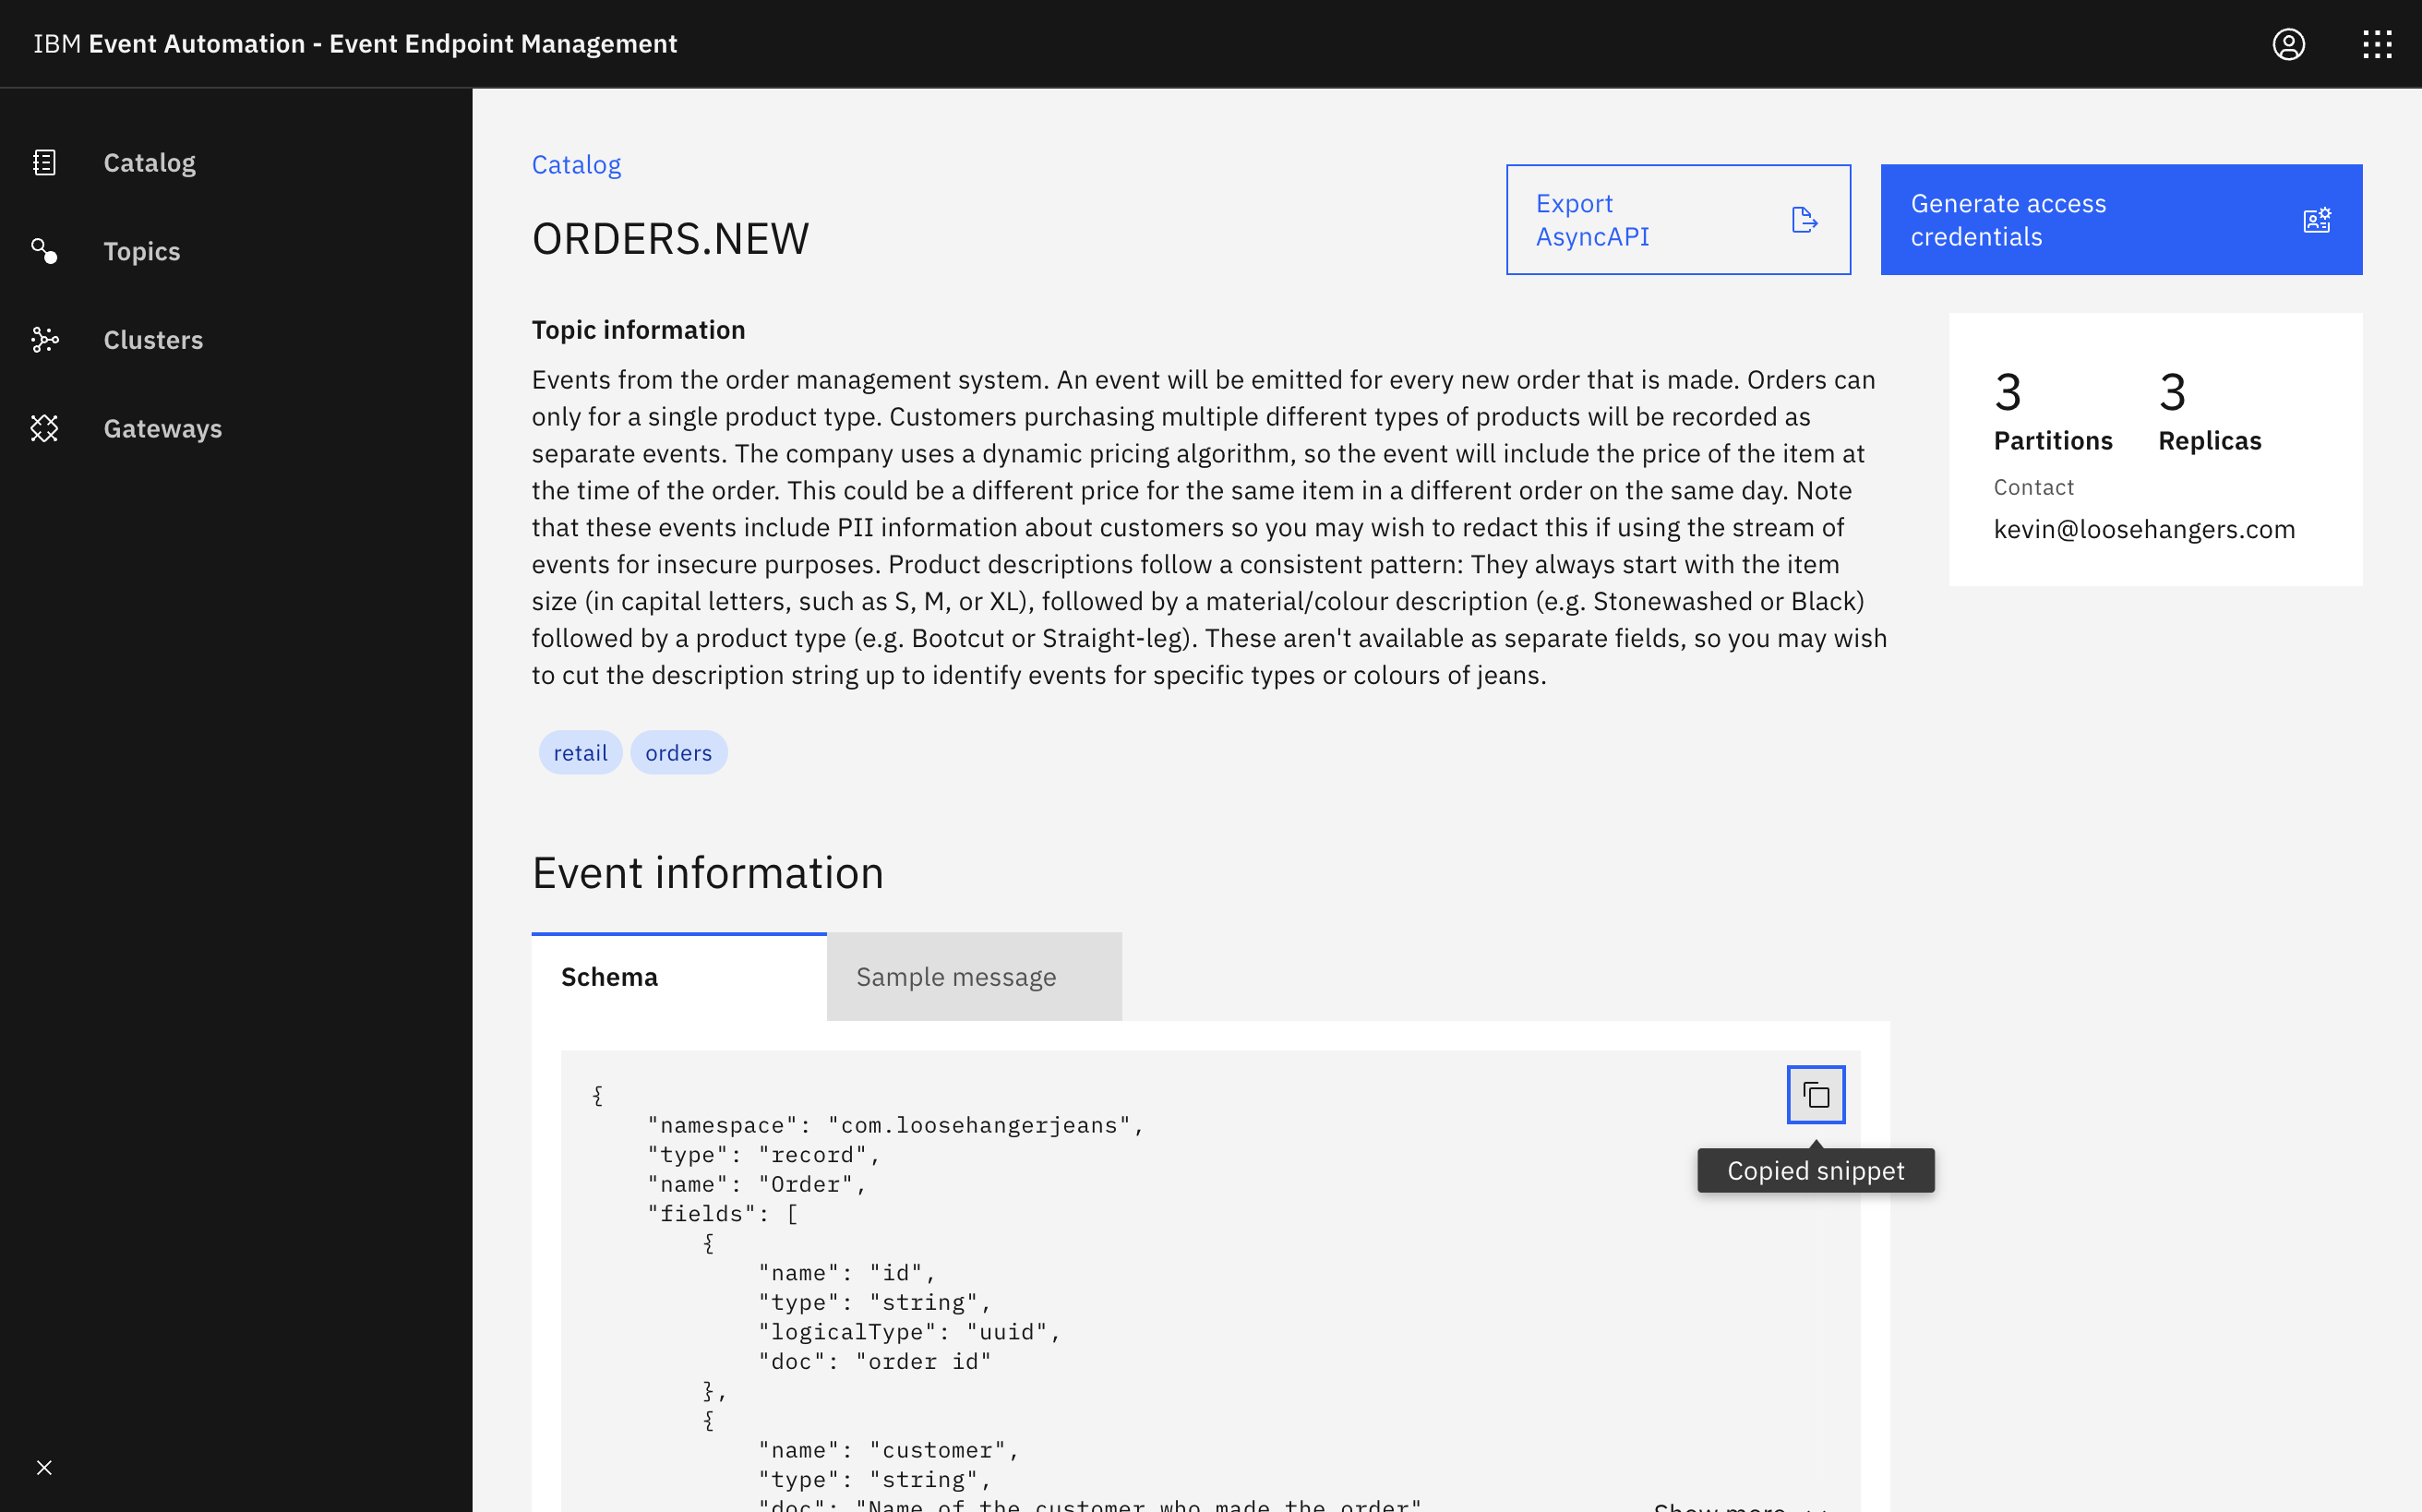 IBM Event Automation - Event Endpoint Management
Catalog
Topics
Clusters
Gateways
Catalog
ORDERS.NEW
Export
AsyncAPI
Generate access
credentials
Topic information
Events from the order management system. An event will be emitted for every new order that is made. Orders can
only for a single product type. Customers purchasing multiple different types of products will be recorded as
separate events. The company uses a dynamic pricing algorithm, so the event will include the price of the item at
the time of the order. This could be a different price for the same item in a different order on the same day. Note
that these events include PII information about customers so you may wish to redact this if using the stream of
events for insecure purposes. Product descriptions follow a consistent pattern: They always start with the item
size (in capital letters, such as S, M, or XL), followed by a material/colour description (e.g. Stonewashed or Black)
followed by a product type (e.g. Bootcut or Straight-leg). These aren't available as separate fields, so you may wish
to cut the description string up to identify events for specific types or colours of jeans.
3 3
Partitions Replicas
Contact
kevin@loosehangers.com
retail orders
Event information
Schema Sample message
{
"namespace": "com.loosehangerjeans",
"type": "record",
"name": "Order",
"fields": [
{
"name": "id",
"type": "string",
"logicalType": "uuid",
"doc": "order id"
},
{
"name": "customer",
"type": "string",
"doc": "Name of the customer who made the order"
Copied snippet
Show more